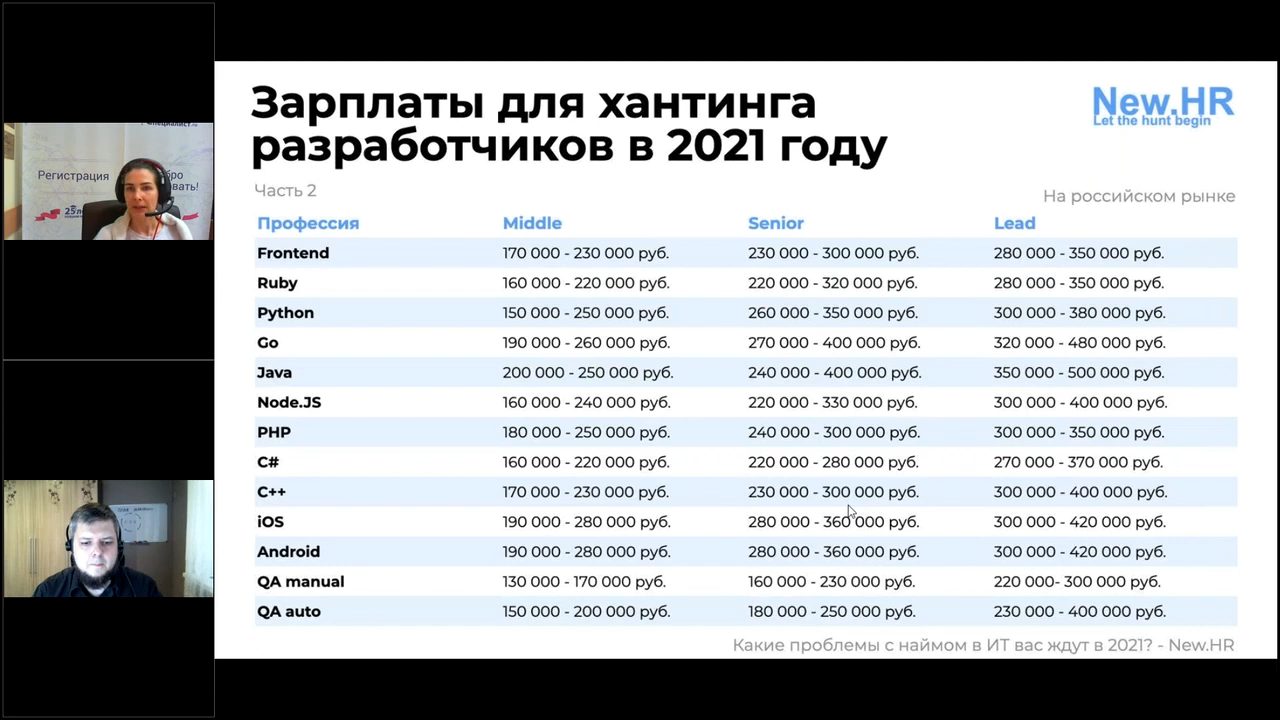 Специалист.ru
Регистрация
вать!
Зарплаты для хантинга
разработчиков в 2021 году
New.HR
Let the hunt begin
Часть 2
На российском рынке
Профессия Middle Senior Lead
Frontend 170 000 - 230 000 руб. 230 000 - 300 000 руб. 280 000 - 350 000 руб.
Ruby 160 000 - 220 000 руб. 220 000 - 320 000 руб. 280 000 - 350 000 руб.
Python 150 000 - 250 000 руб. 260 000 - 350 000 руб. 300 000 - 380 000 руб.
Go 190 000 - 260 000 руб. 270 000 - 400 000 руб. 320 000 - 480 000 руб.
Java 200 000 - 250 000 руб. 240 000 - 400 000 руб. 350 000 - 500 000 руб.
Node.JS 160 000 - 240 000 руб. 220 000 - 330 000 руб. 300 000 - 400 000 руб.
PHP 180 000 - 250 000 руб. 240 000 - 300 000 руб. 300 000 - 350 000 руб.
C# 160 000 - 220 000 руб. 220 000 - 280 000 руб. 270 000 - 370 000 руб.
C++ 170 000 - 230 000 руб. 230 000 - 300 000 руб. 300 000 - 400 000 руб.
iOS 190 000 - 280 000 руб. 280 000 - 360 000 руб. 300 000 - 420 000 руб.
Android 190 000 - 280 000 руб. 280 000 - 360 000 руб. 300 000 - 420 000 руб.
QA manual 130 000 - 170 000 руб. 160 000 - 230 000 руб. 220 000- 300 000 руб.
QA auto 150 000 - 200 000 руб. 180 000 - 250 000 руб. 230 000 - 400 000 руб.
Какие проблемы с наймом в ИТ вас ждут в 2021? - New.HR